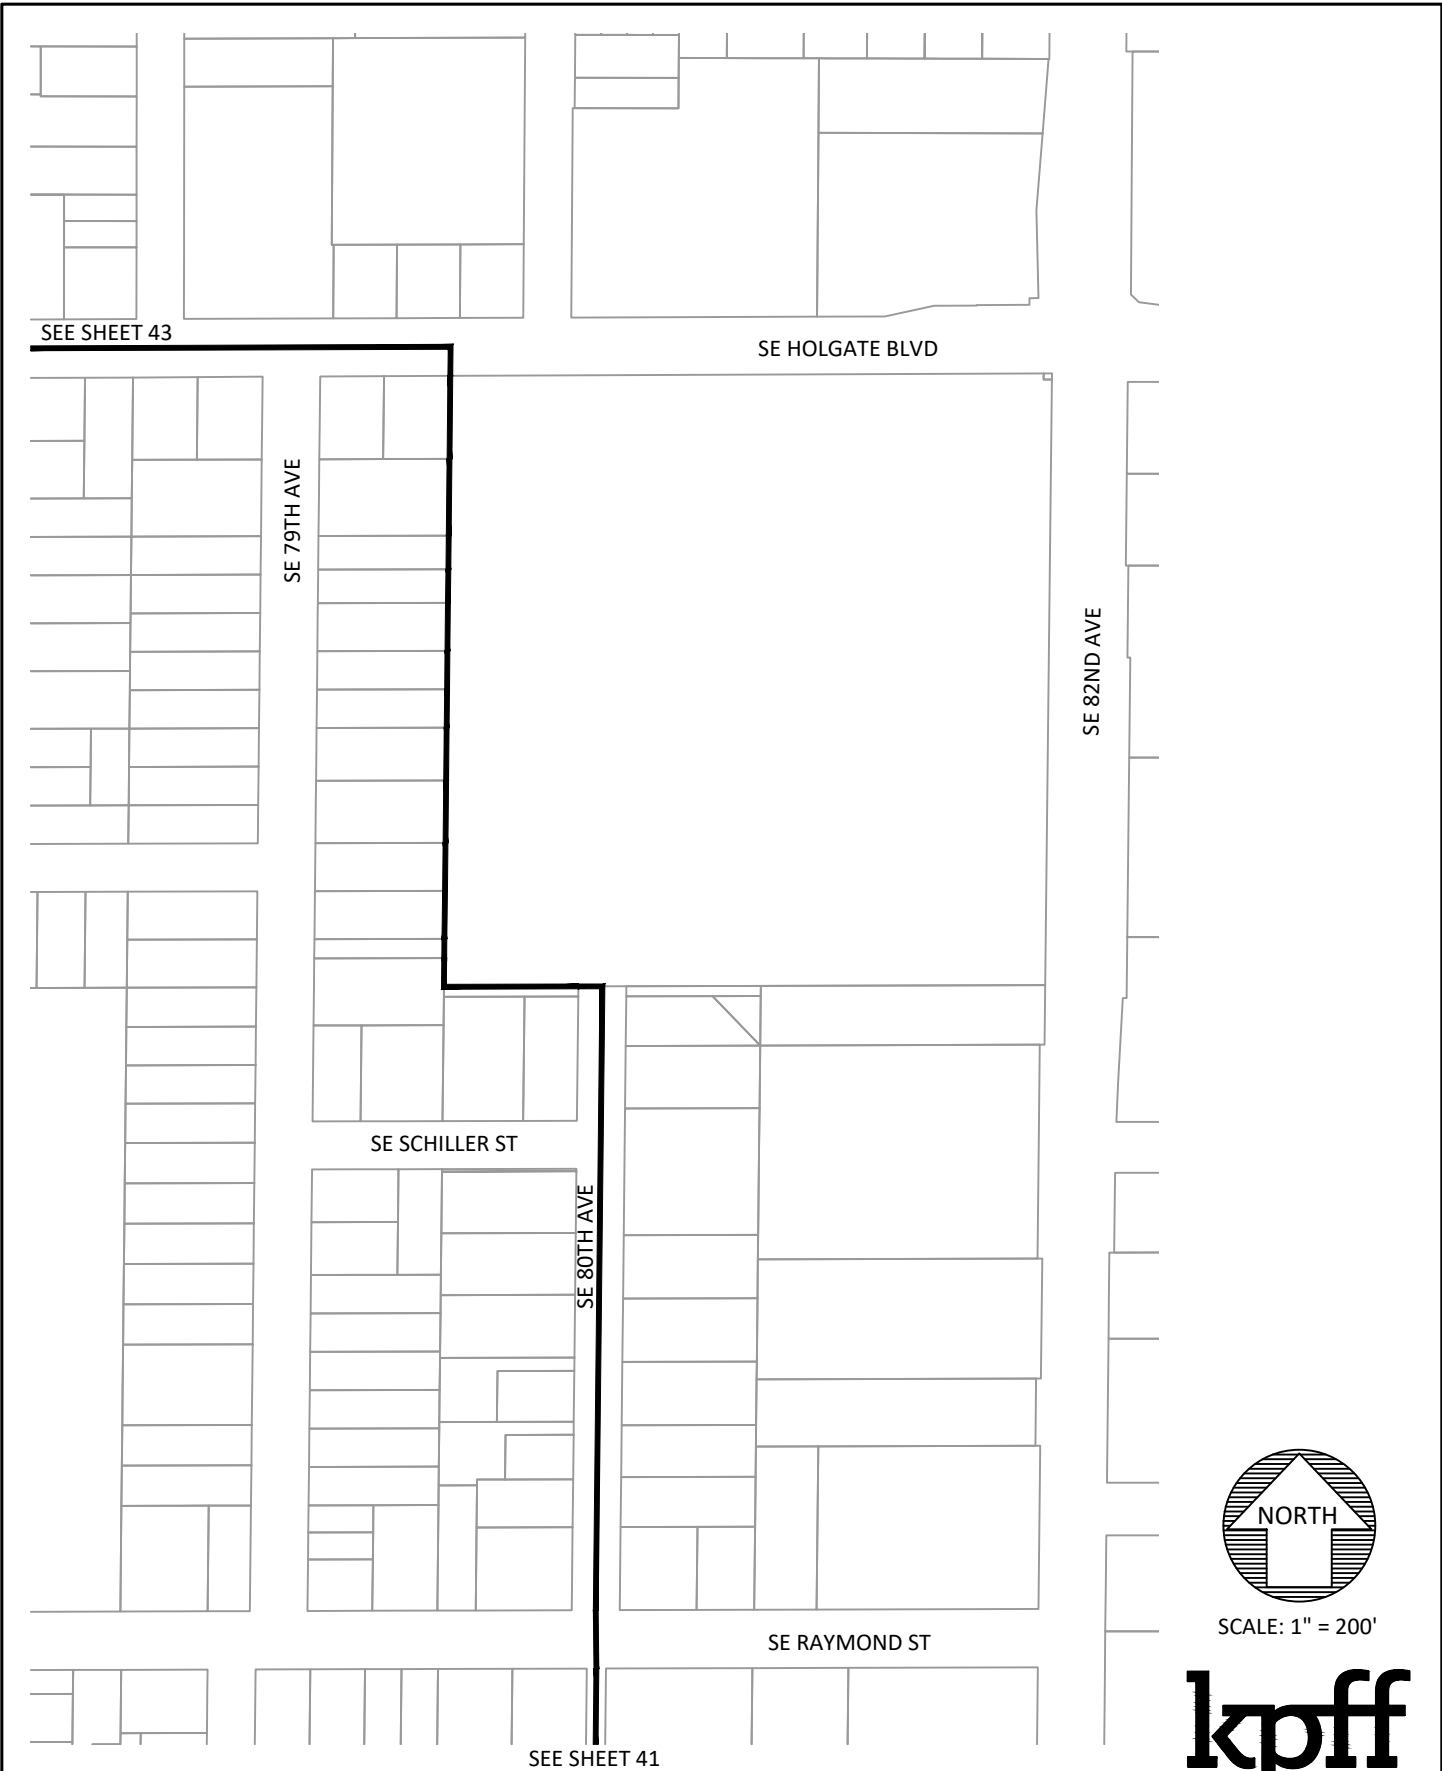 SEE SHEET 43
SE HOLGATE BLVD
SE 79TH AVE
SE 82ND AVE
SE SCHILLER ST
SE 80TH AVE
NORTH
SCALE: 1" = 200'
SE RAYMOND ST
kpff
SEE SHEET 41